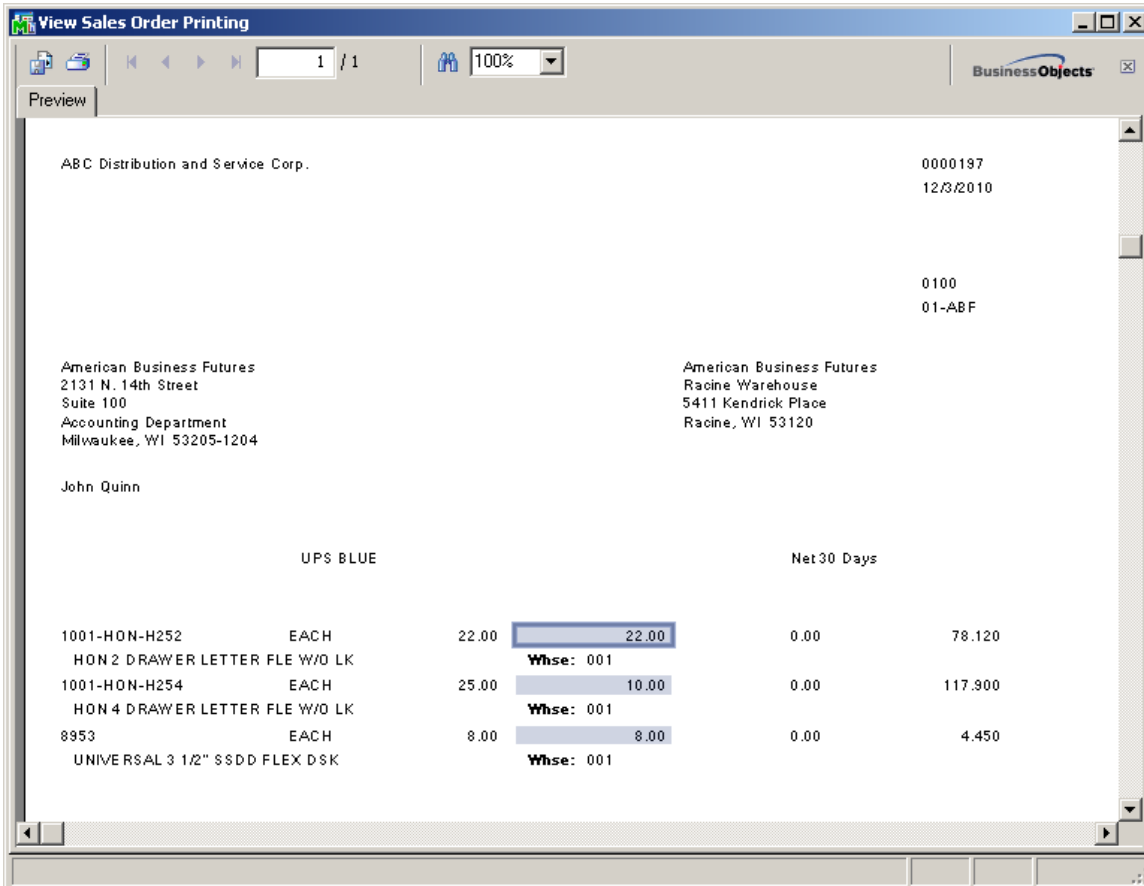 View Sales Order Printing
1 / 1
100%
BusinessObjects
Preview
ABC Distribution and Service Corp.
0000197
12/3/2010
0100
01-ABF
American Business Futures
2131 N. 14th Street
Suite 100
Accounting Department
Milwaukee, WI 53205-1204
American Business Futures
Racine Warehouse
5411 Kendrick Place
Racine, WI 53120
John Quinn
UPS BLUE Net 30 Days
1001-HON-H252 EACH 22.00 22.00 0.00 78.120
HON 2 DRAWER LETTER FLE W/O LK Whse: 001
1001-HON-H254 EACH 25.00 10.00 0.00 117.900
HON 4 DRAWER LETTER FLE W/O LK Whse: 001
8953 EACH 8.00 8.00 0.00 4.450
UNIVERSAL 3 1/2" SSDD FLEX DSK Whse: 001